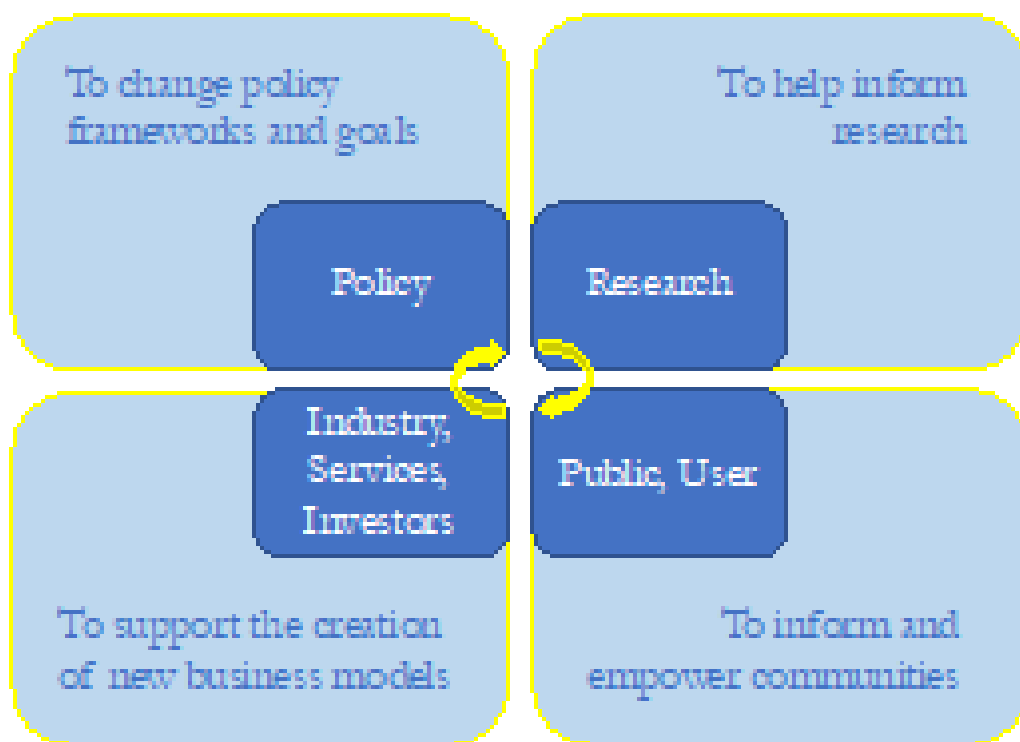 To change policy
frameworks and goals
To help inform
research
Policy
Research
Industry,
Services,
Investors
Public, User
To support the creation
of new business models
To inform and
empower communities